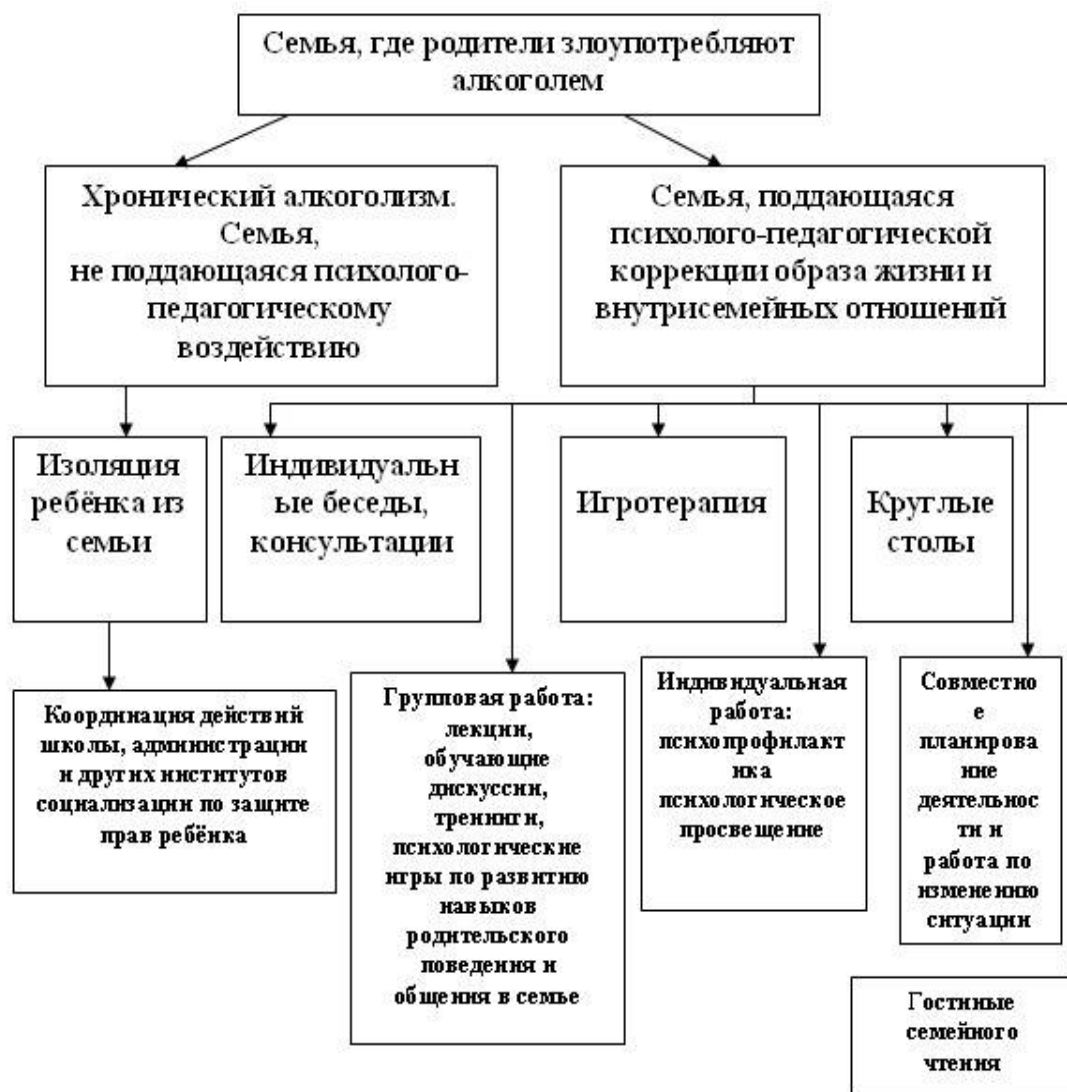 Семья, где родители злоупотребляют
алкоголем
Хронический алкоголизм.
Семья,
не поддающаяся психолого-
педагогическому
воздействию
Семья, поддающаяся
психолого-педагогической
коррекции образа жизни и
внутрисемейных отношений
Изоляция
ребёнка из
семьи
Индивидуальн
ые беседы,
консультации
Игротерапия
Круглые
столы
Координация действий
школы, администрации
и других институтов
социализации по защите
прав ребёнка
Групповая работа:
лекции,
обучающие
дискуссии,
тренинги,
психологические
игры по развитию
навыков
родительского
поведения и
общения в семье
Индивидуальная
работа:
психопрофилакт
ика
психологическое
просвещение
Совместно
е
планирова
ние
деятельнос
ти и
работа по
изменению
ситуации
Гостиные
семейного
чтения